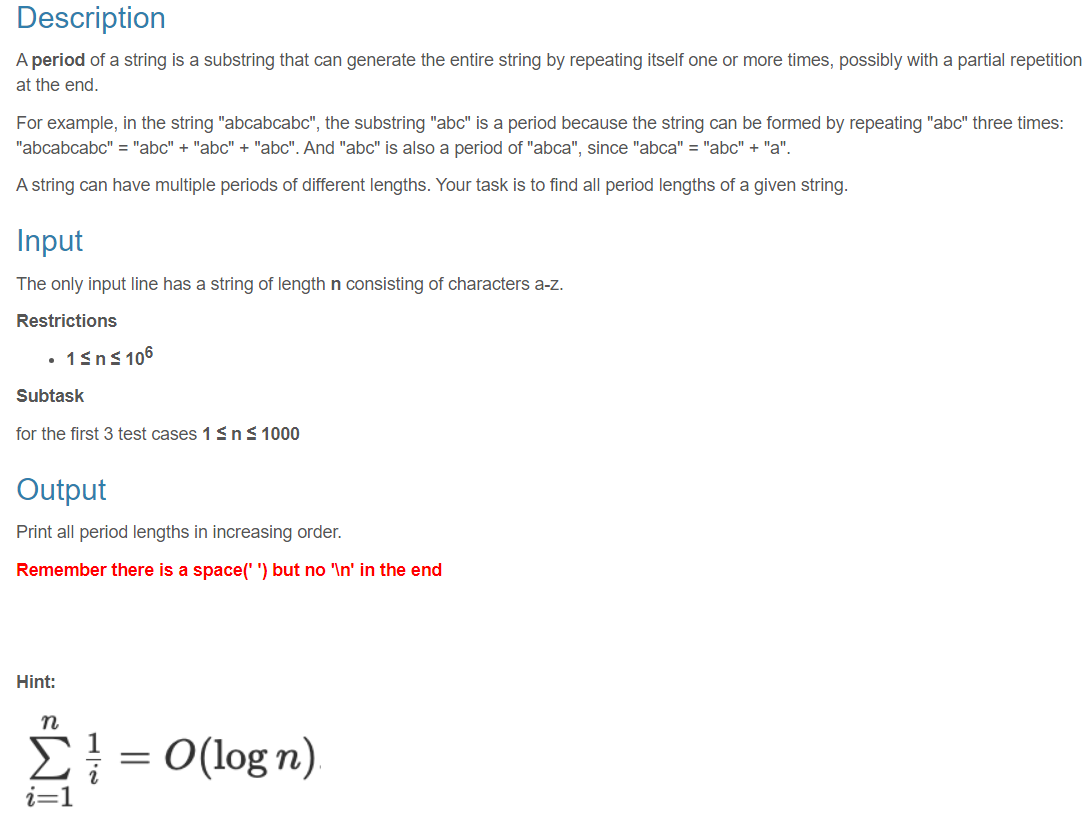 Description
A period of a string is a substring that can generate the entire string by repeating itself one or more times, possibly with a partial repetition
at the end.
For example, in the string "abcabcabc", the substring "abc" is a period because the string can be formed by repeating "abc" three times:
"abcabcabc" = "abc" + "abc" + "abc". And "abc" is also a period of "abca", since "abca" = "abc" + "a".
A string can have multiple periods of different lengths. Your task is to find all period lengths of a given string.
Input
The only input line has a string of length n consisting of characters a-z.
Restrictions
• 1 ≤ n ≤ 10⁶
Subtask
for the first 3 test cases 1 ≤ n ≤ 1000
Output
Print all period lengths in increasing order.
Remember there is a space(' ') but no '\n' in the end
Hint:
\sum_{i=1}^{n} \frac{1}{i} = O(\log n).